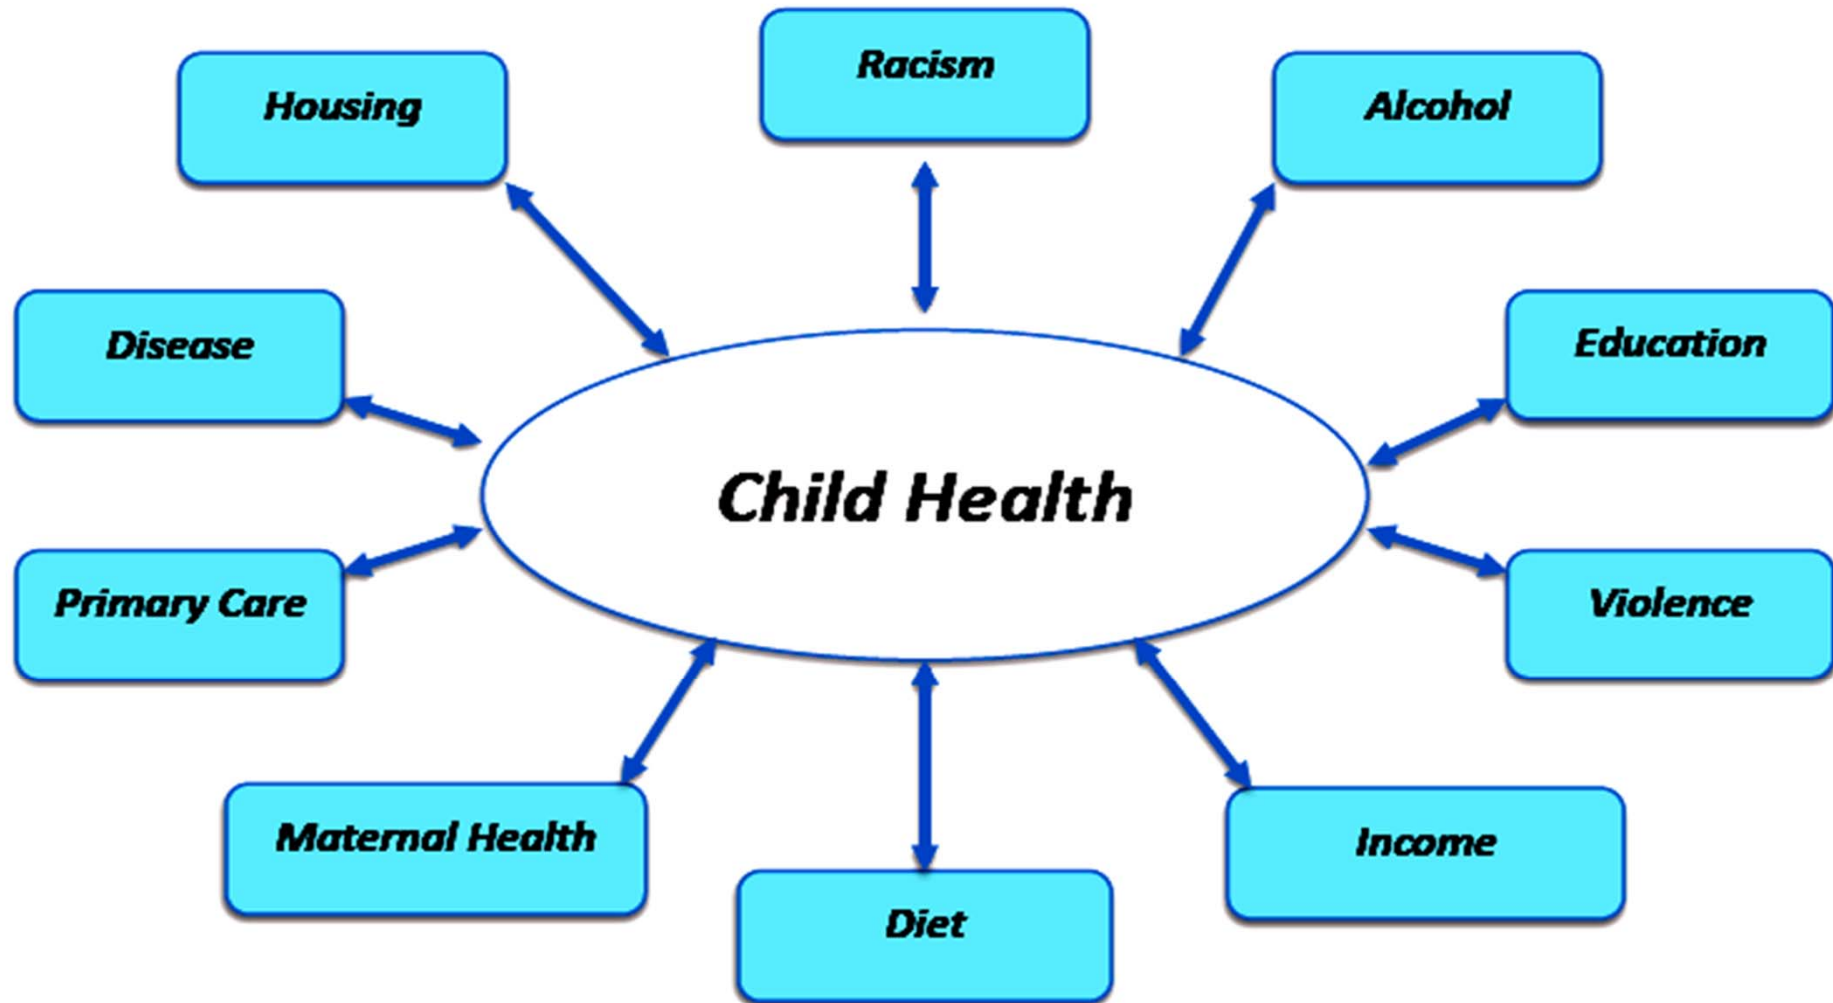 Racism
Housing
Alcohol
Disease
Education
Child Health
Primary Care
Violence
Maternal Health
Income
Diet